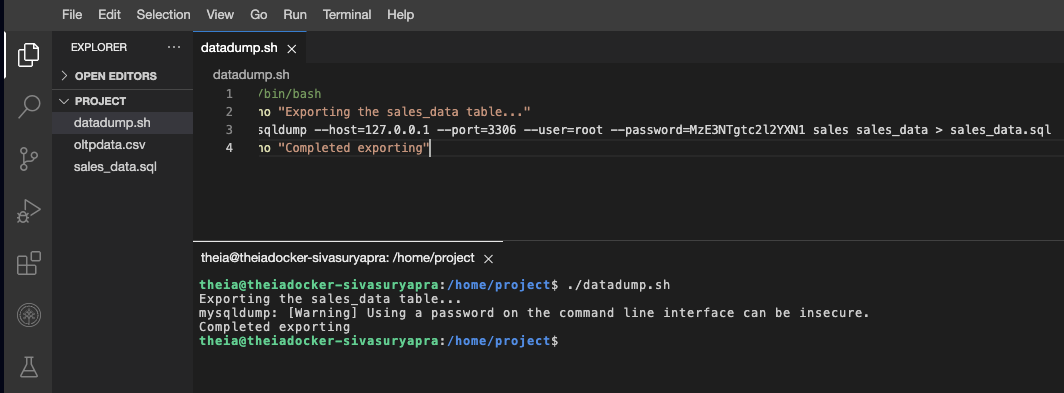 File Edit Selection View Go Run Terminal Help
EXPLORER ···
OPEN EDITORS
PROJECT
datadump.sh
oltpdata.csv
sales_data.sql
datadump.sh ×
datadump.sh
1 /bin/bash
2 ho "Exporting the sales_data table..."
3 sqldump --host=127.0.0.1 --port=3306 --user=root --password=MzE3NTgtc2l2YXN1 sales sales_data > sales_data.sql
4 ho "Completed exporting"
theia@theiadocker-sivasuryapra: /home/project ×
theia@theiadocker-sivasuryapra:/home/project$ ./datadump.sh
Exporting the sales_data table...
mysqldump: [Warning] Using a password on the command line interface can be insecure.
Completed exporting
theia@theiadocker-sivasuryapra:/home/project$